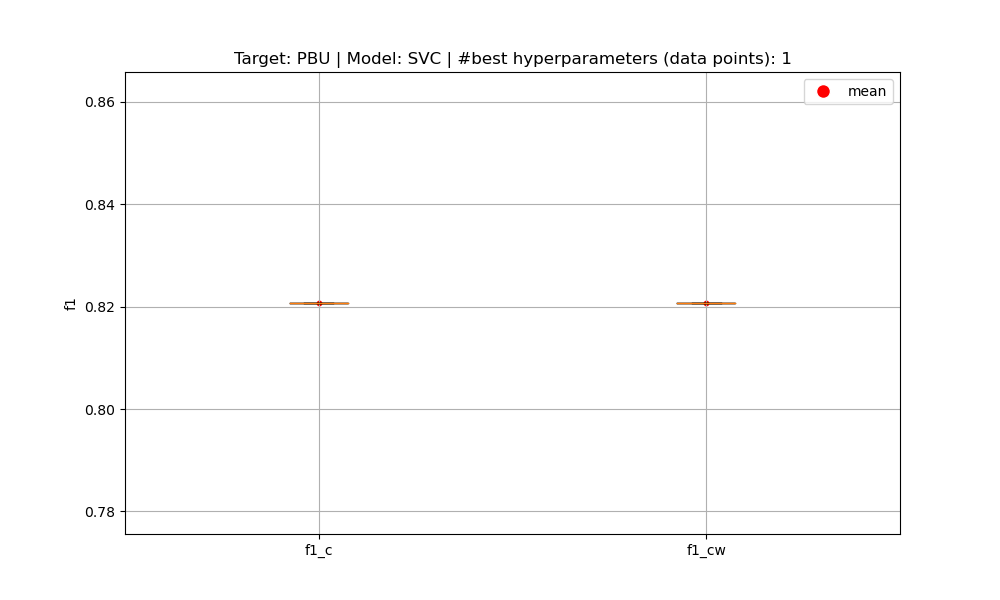 Target: PBU | Model: SVC | #best hyperparameters (data points): 1
mean
0.86
0.84
0.82
0.80
0.78
f1
f1_c
f1_cw